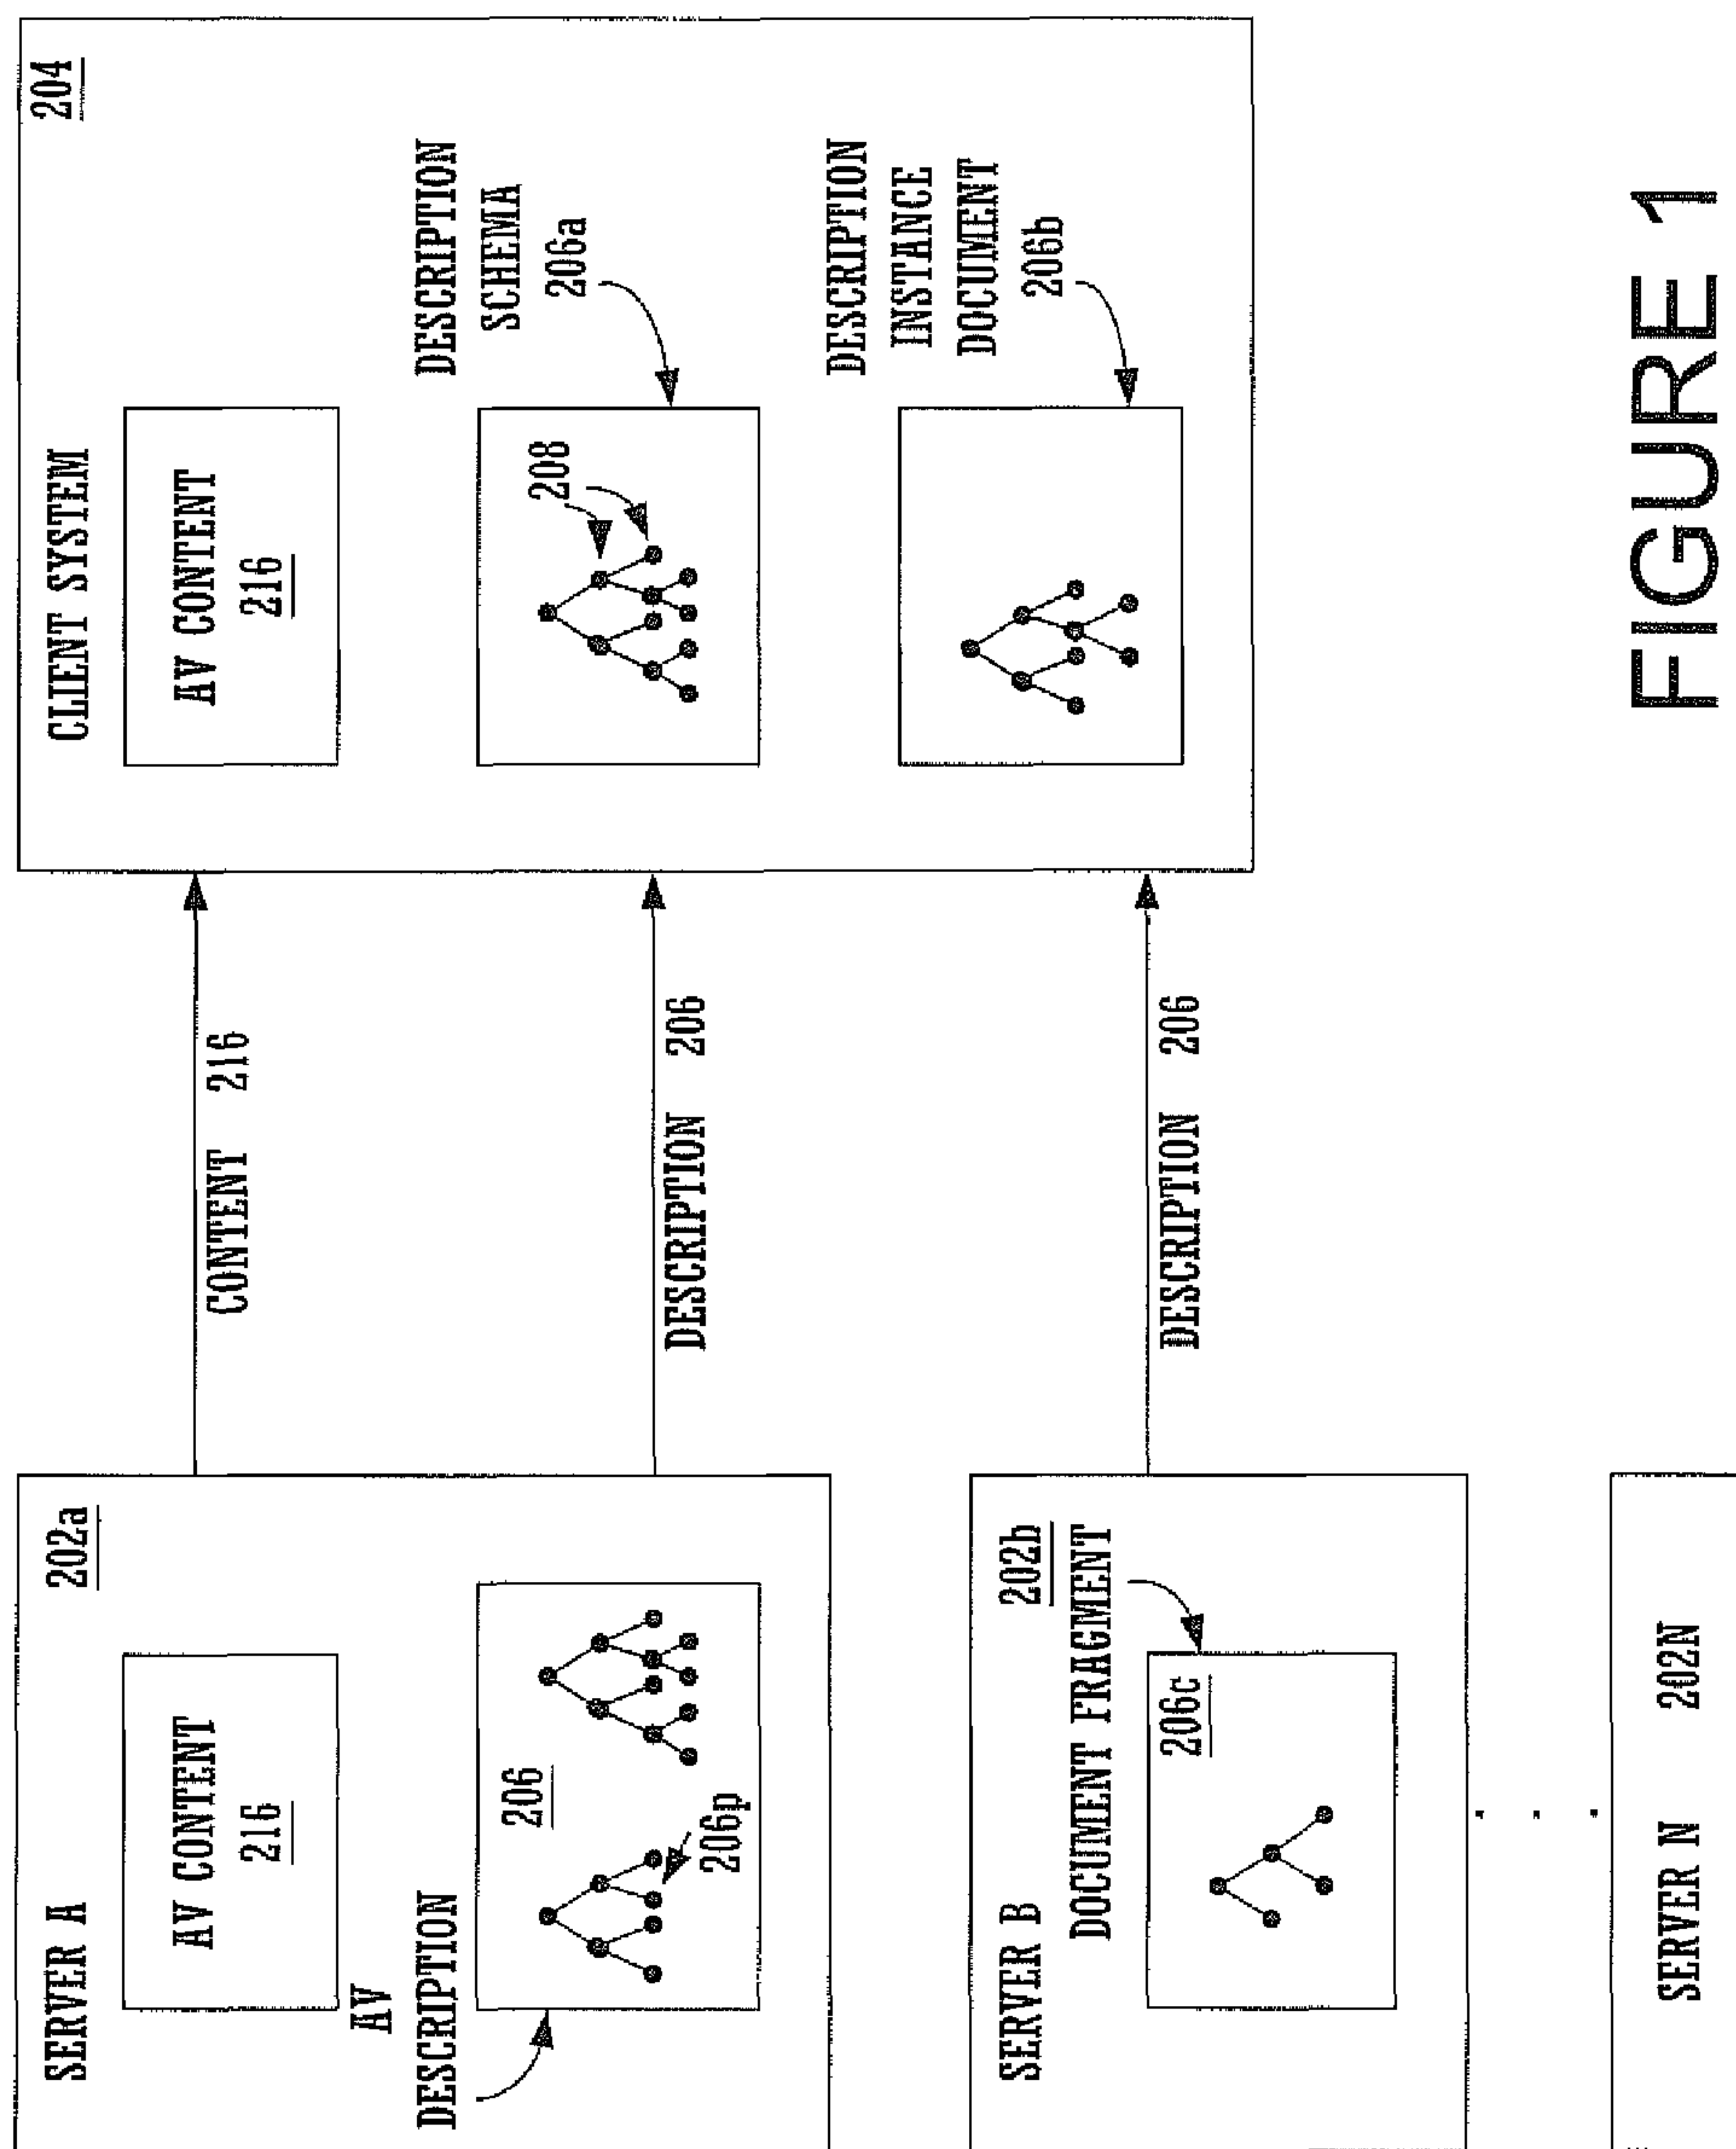 SERVER A
202a
AV CONTENT
216
AV
DESCRIPTION
206
206p
SERVER B
202b
DOCUMENT FRAGMENT
206c
. . .
SERVER N
202N
CONTENT 216
DESCRIPTION 206
DESCRIPTION 206
CLIENT SYSTEM
204
AV CONTENT
216
208
DESCRIPTION
SCHEMA
206a
DESCRIPTION
INSTANCE
DOCUMENT
206b
FIGURE 1